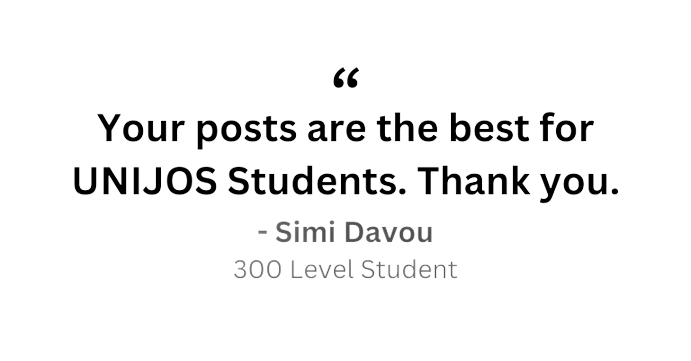 “
Your posts are the best for
UNIJOS Students. Thank you.
- Simi Davou
300 Level Student